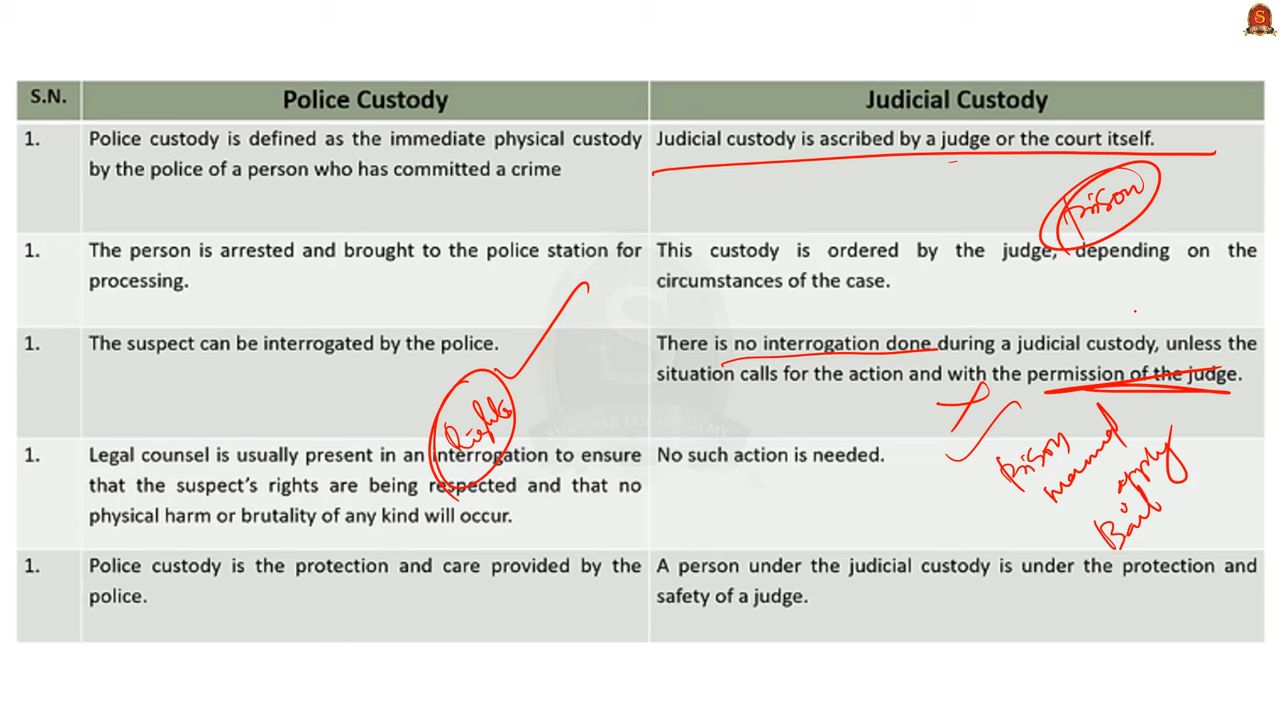 S.N. Police Custody Judicial Custody
1. Police custody is defined as the immediate physical custody
by the police of a person who has committed a crime
Judicial custody is ascribed by a judge or the court itself.
Prison
1. The person is arrested and brought to the police station for
processing.
This custody is ordered by the judge, depending on the
circumstances of the case.
1. The suspect can be interrogated by the police.
There is no interrogation done during a judicial custody, unless the
situation calls for the action and with the permission of the judge.
Rights
1. Legal counsel is usually present in an interrogation to ensure
that the suspect's rights are being respected and that no
physical harm or brutality of any kind will occur.
No such action is needed.
Prison
manual
apply
Bail
1. Police custody is the protection and care provided by the
police.
A person under the judicial custody is under the protection and
safety of a judge.
SHANKAR IAS ACADEMY